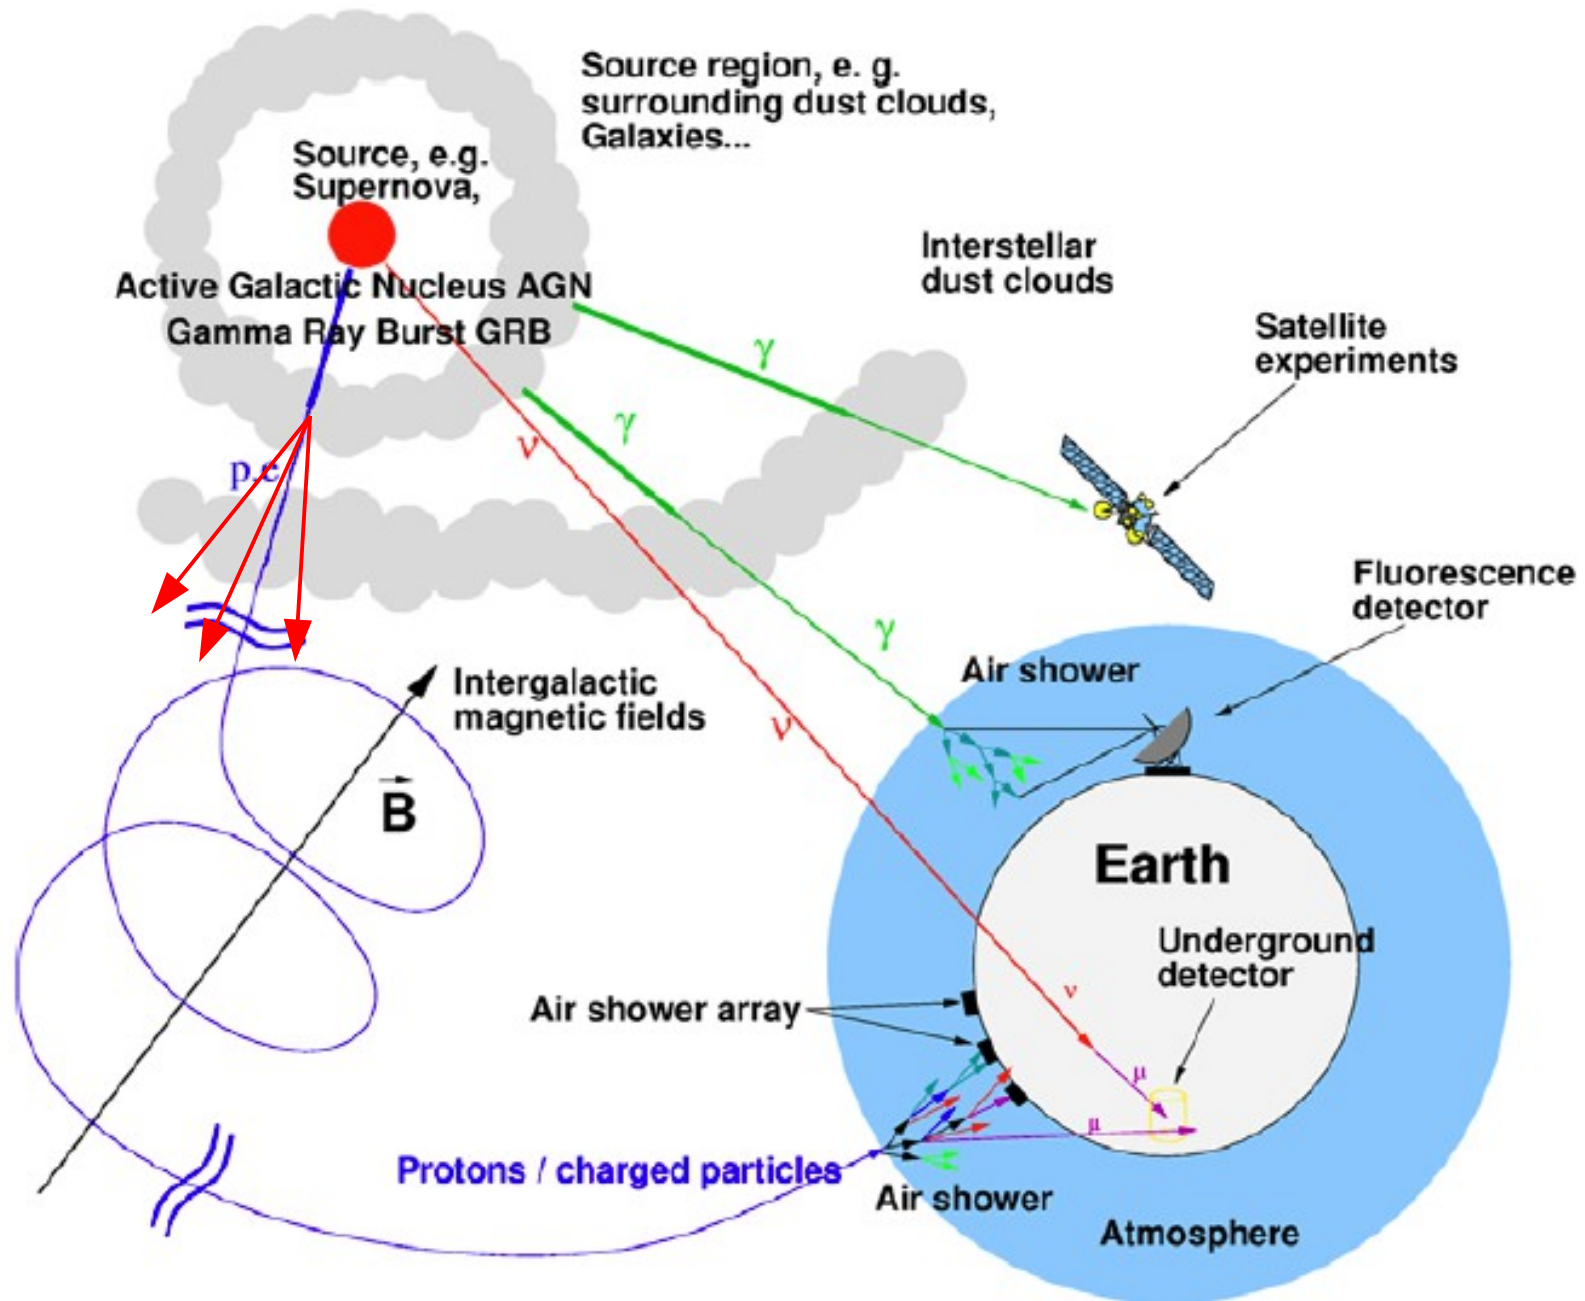 Source region, e. g.
surrounding dust clouds,
Galaxies...
Source, e.g.
Supernova,
Active Galactic Nucleus AGN
Gamma Ray Burst GRB
Interstellar
dust clouds
Satellite
experiments
γ
γ
ν
p,e
Fluorescence
detector
γ
Air shower
Intergalactic
magnetic fields
ν
B
Earth
Underground
detector
ν
Air shower array
μ
μ
Protons / charged particles
Air shower
Atmosphere